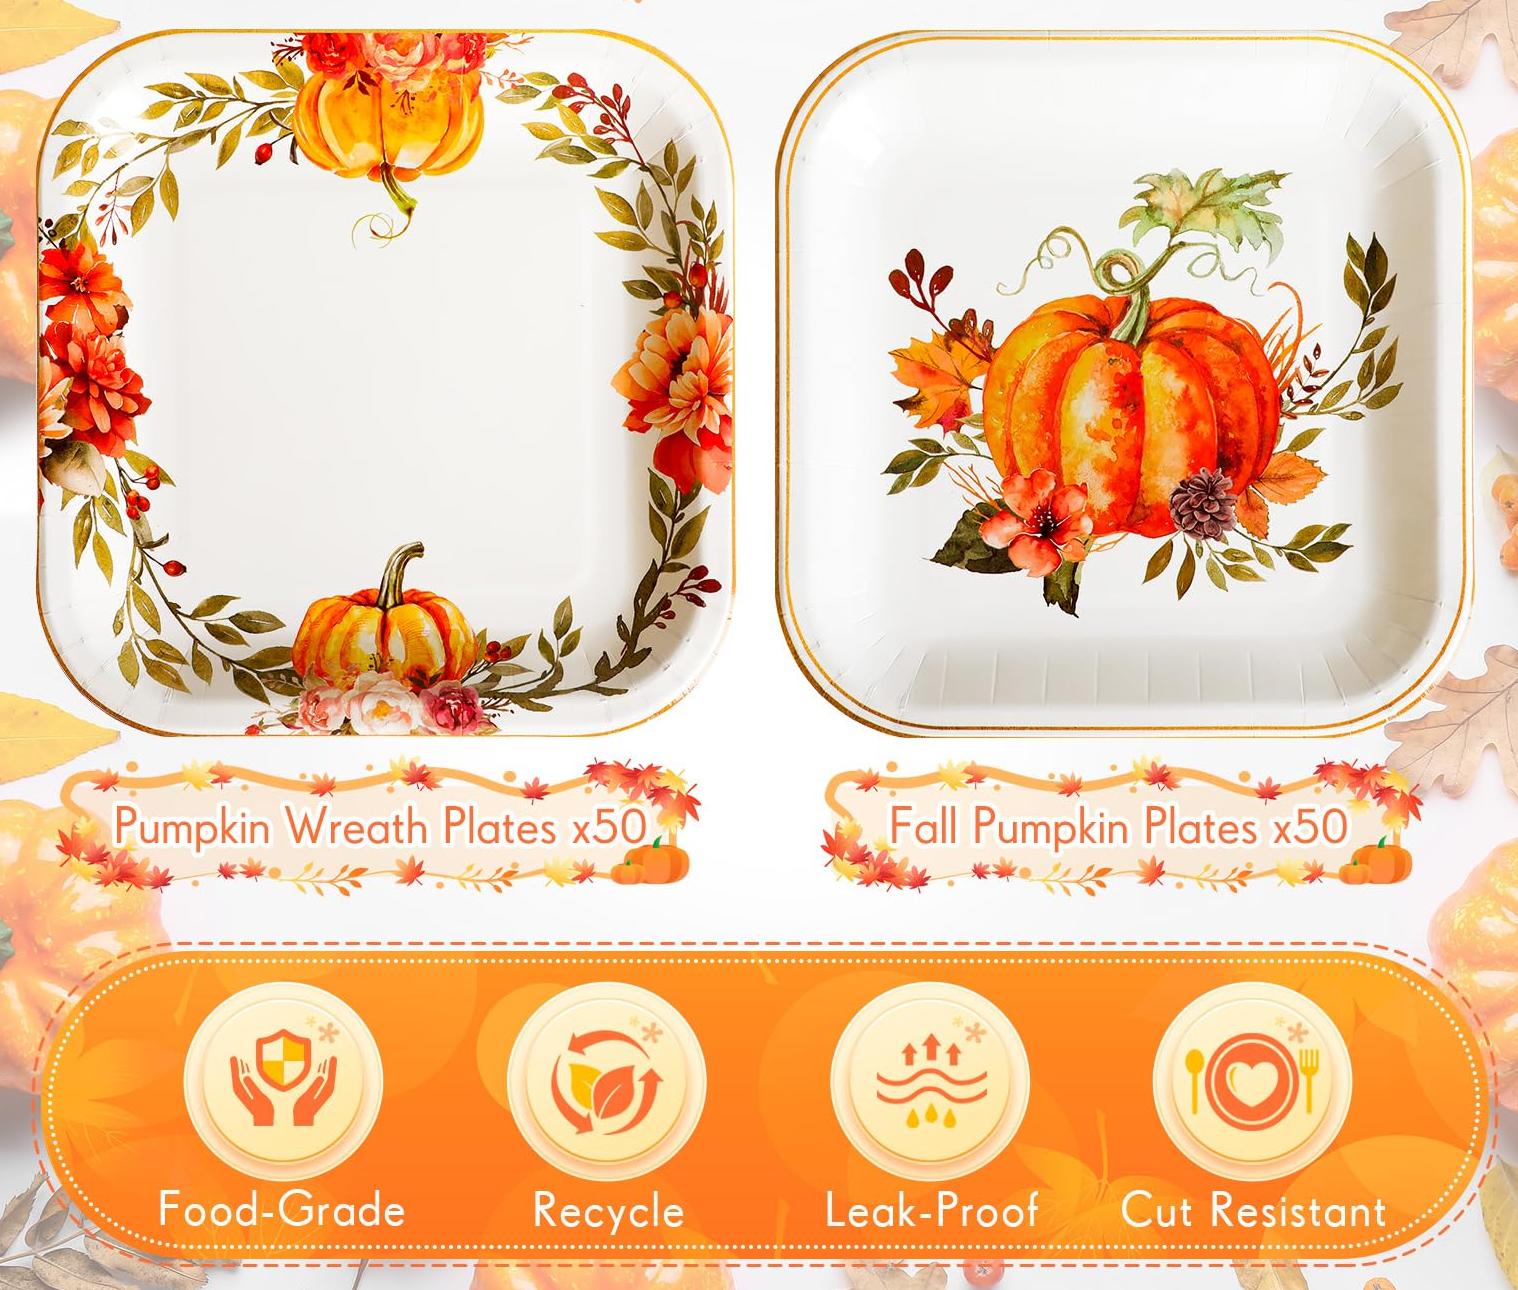 Pumpkin Wreath Plates x50
Fall Pumpkin Plates x50
Food-Grade
Recycle
Leak-Proof
Cut Resistant